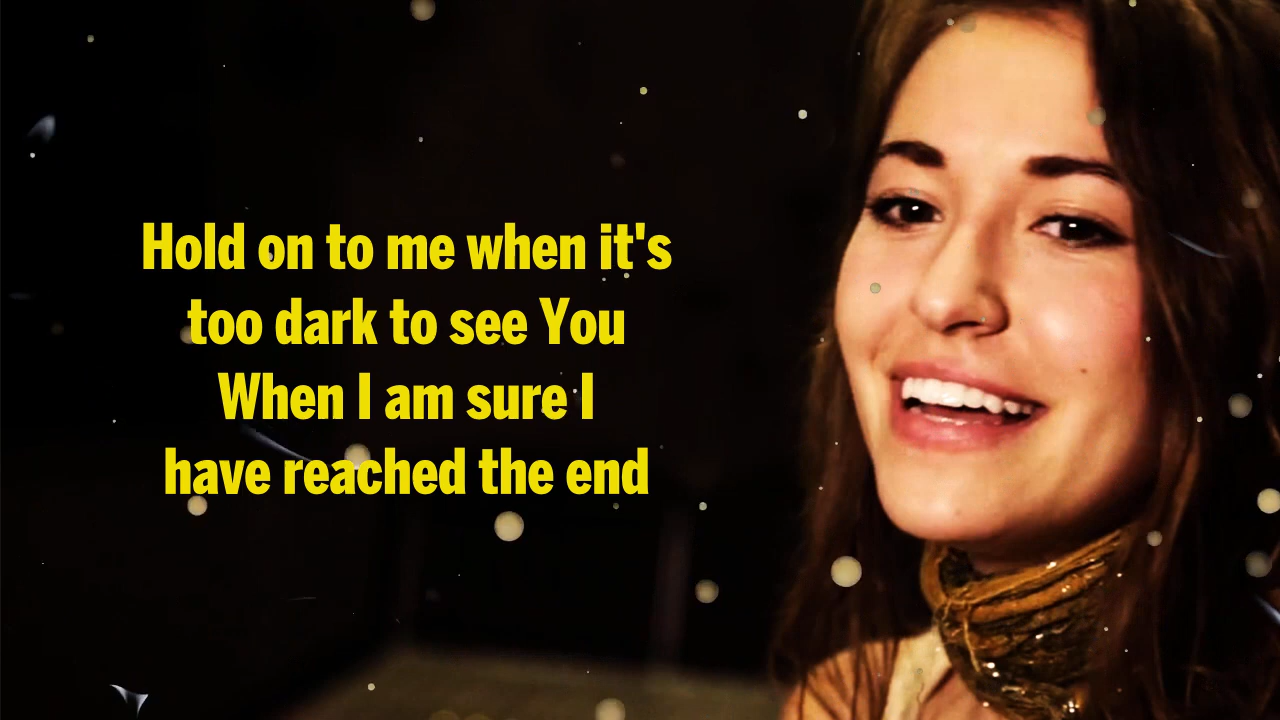 Hold on to me when it's
too dark to see You
When I am sure I
have reached the end